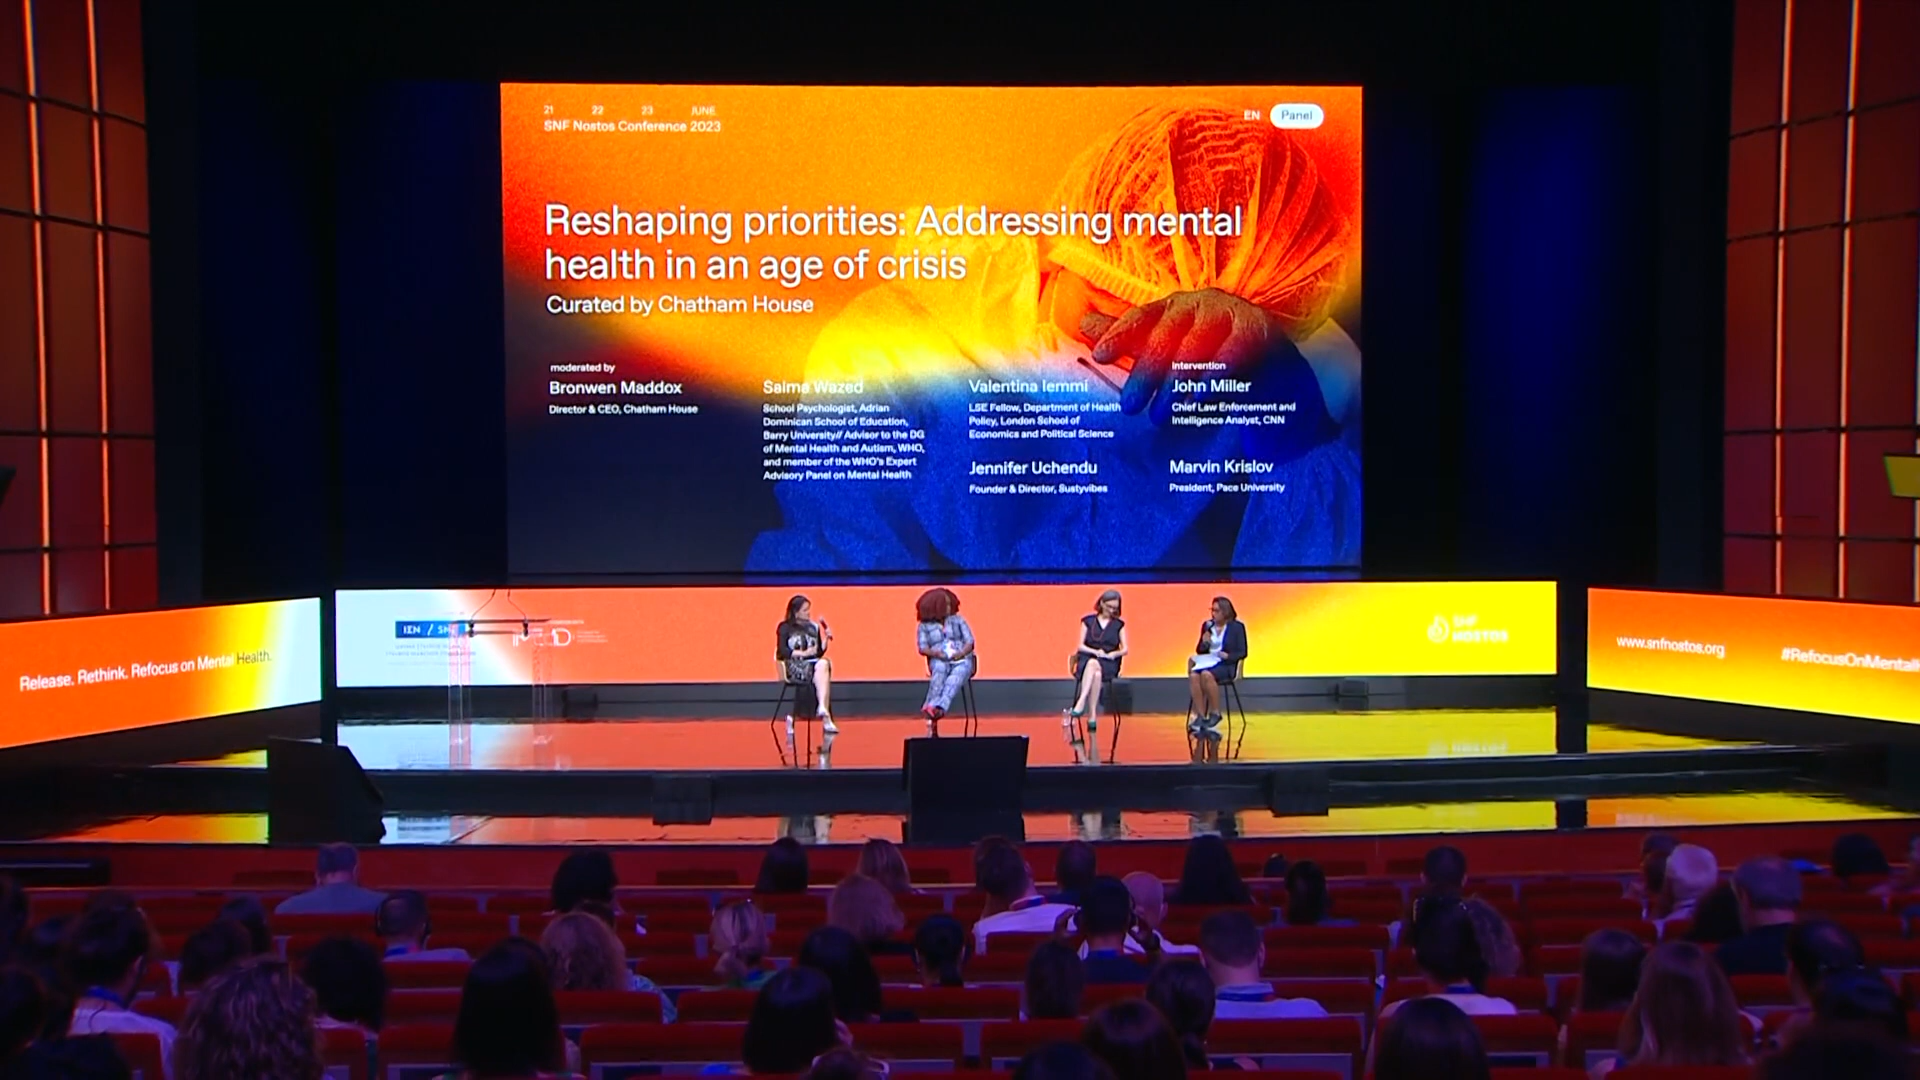 21 22 23 JUNE
SNF Nostos Conference 2023
EN Panel
Reshaping priorities: Addressing mental
health in an age of crisis
Curated by Chatham House
moderated by
Bronwen Maddox
Director & CEO, Chatham House
Saima Wazed
School Psychologist, Adrian
Dominican School of Education,
Barry University// Advisor to the DG
of Mental Health and Autism, WHO,
and member of the WHO's Expert
Advisory Panel on Mental Health
Valentina Iemmi
LSE Fellow, Department of Health
Policy, London School of
Economics and Political Science
Jennifer Uchendu
Founder & Director, Sustyvibes
Intervention
John Miller
Chief Law Enforcement and
Intelligence Analyst, CNN
Marvin Krislov
President, Pace University
Release. Rethink. Refocus on Mental Health.
ΙΣΝ / SNF
SNF
NOSTOS
www.snfnostos.org
#RefocusOnMental